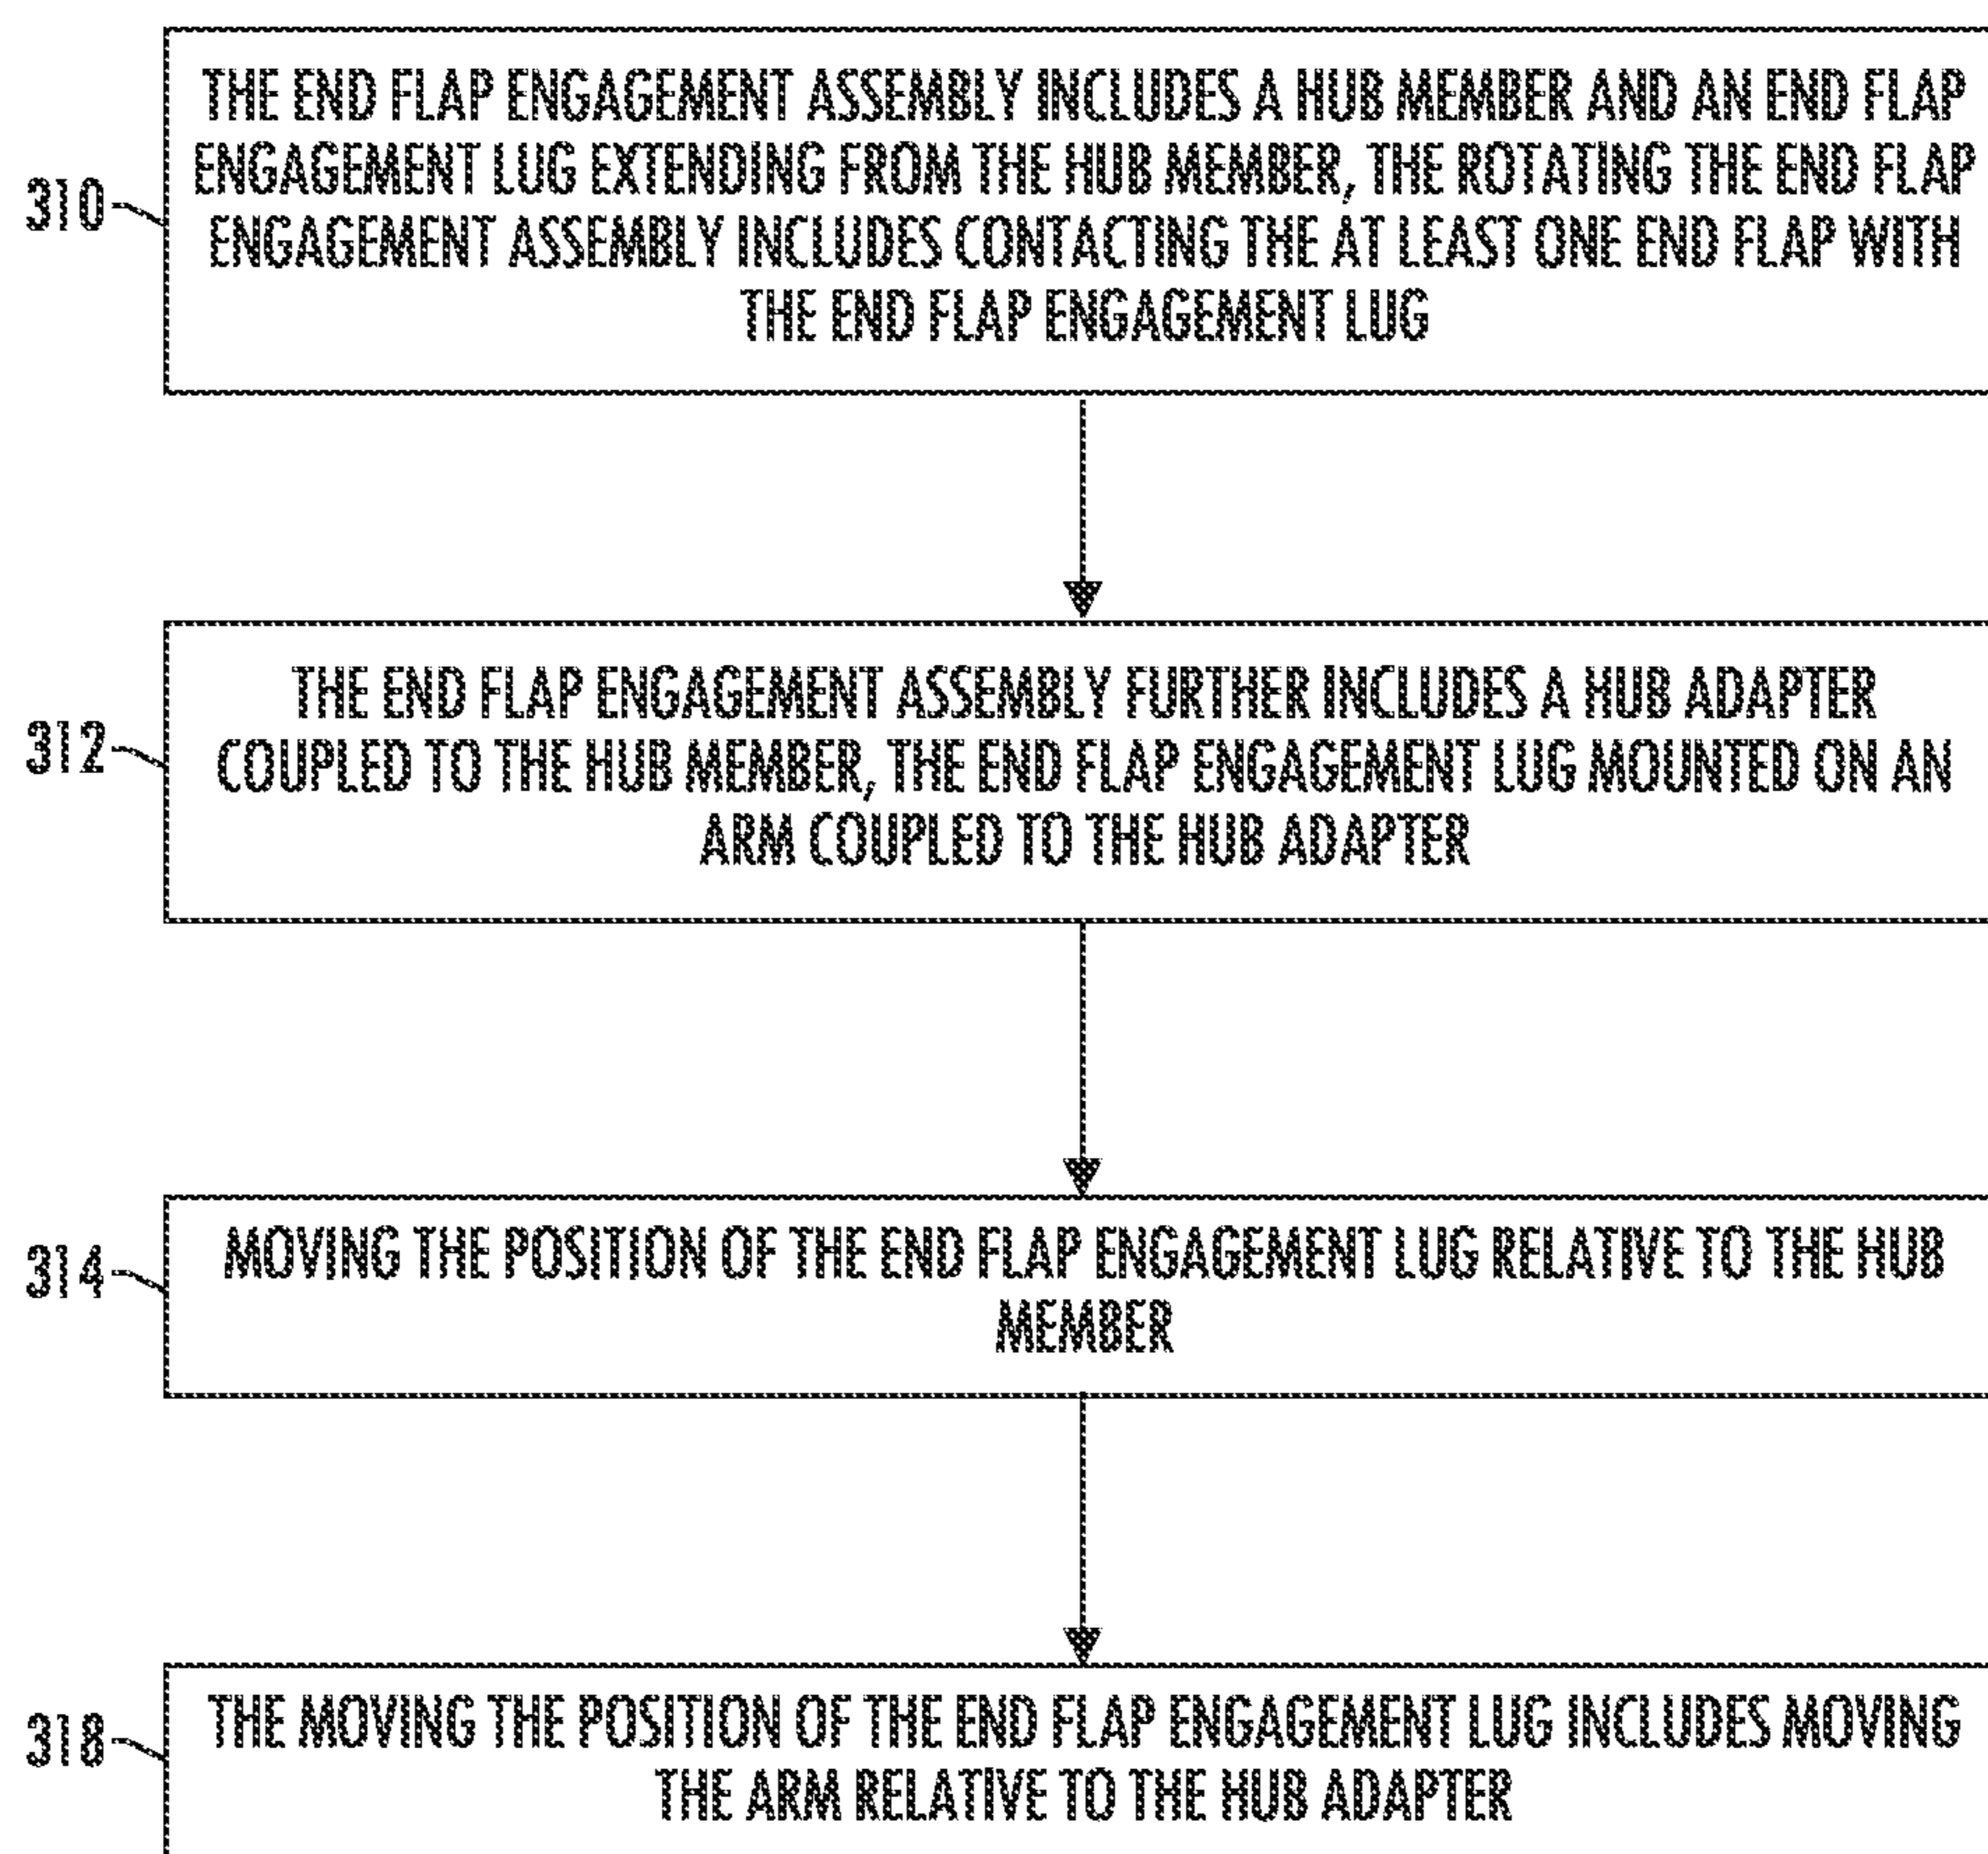 THE END FLAP ENGAGEMENT ASSEMBLY INCLUDES A HUB MEMBER AND AN END FLAP
ENGAGEMENT LUG EXTENDING FROM THE HUB MEMBER, THE ROTATING THE END FLAP
310
ENGAGEMENT ASSEMBLY INCLUDES CONTACTING THE AT LEAST ONE END FLAP WITH
THE END FLAP ENGAGEMENT LUG
THE END FLAP ENGAGEMENT ASSEMBLY FURTHER INCLUDES A HUB ADAPTER
312
COUPLED TO THE HUB MEMBER, THE END FLAP ENGAGEMENT LUG MOUNTED ON AN
ARM COUPLED TO THE HUB ADAPTER
314
MOVING THE POSITION OF THE END FLAP ENGAGEMENT LUG RELATIVE TO THE HUB
MEMBER
318
THE MOVING THE POSITION OF THE END FLAP ENGAGEMENT LUG INCLUDES MOVING
THE ARM RELATIVE TO THE HUB ADAPTER